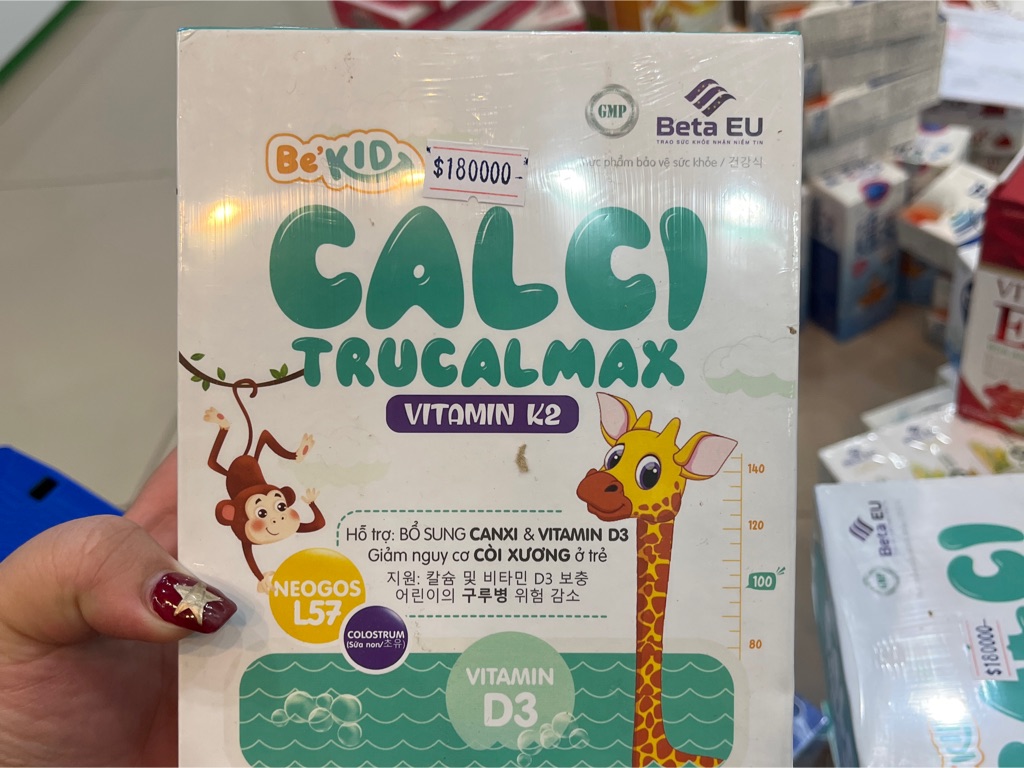 GMP
Beta EU
TRAO SỨC KHỎE NHẬN NIỀM TIN
phẩm bảo vệ sức khỏe / 건강식
Be'KID
$180000-
CALCI
TRUCALMAX
VITAMIN K2
Hỗ trợ: BỔ SUNG CANXI & VITAMIN D3
Giảm nguy cơ CÒI XƯƠNG ở trẻ
지원: 칼슘 및 비타민 D3 보충
어린이의 구루병 위험 감소
NEOGOS
L57
COLOSTRUM
(Sữa non/초유)
VITAMIN
D3
140
120
100
80
Beta EU
GMP
CI
$180000-
VIT
E